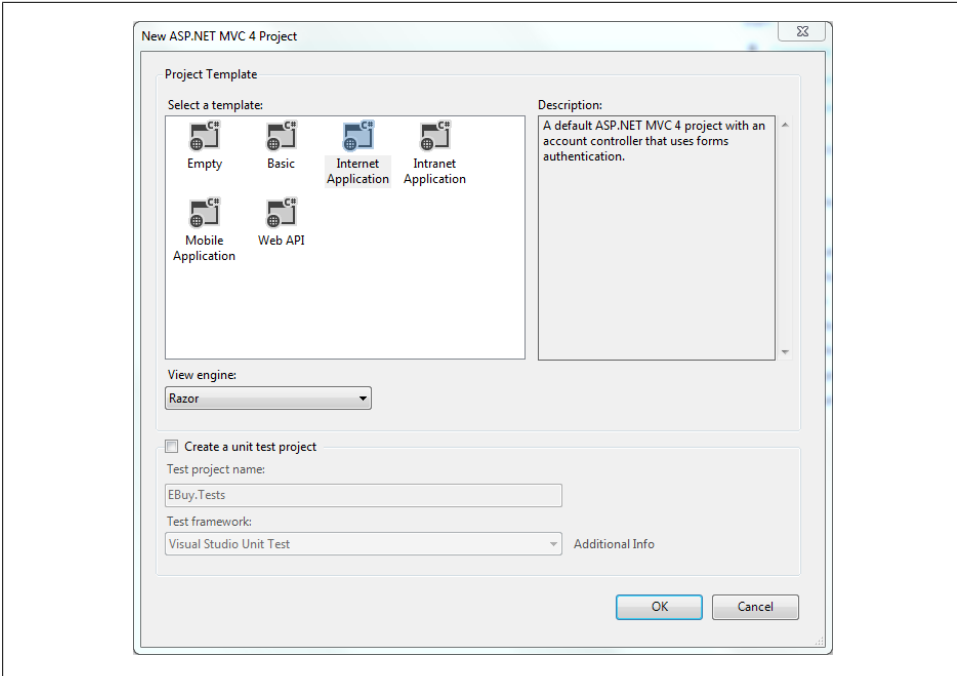 New ASP.NET MVC 4 Project
Project Template
Select a template:
C# C# C# C#
Empty Basic Internet Application Intranet Application
C# C#
Mobile Application Web API
Description:
A default ASP.NET MVC 4 project with an
account controller that uses forms
authentication.
View engine:
Razor
Create a unit test project
Test project name:
EBuy.Tests
Test framework:
Visual Studio Unit Test Additional Info
OK Cancel